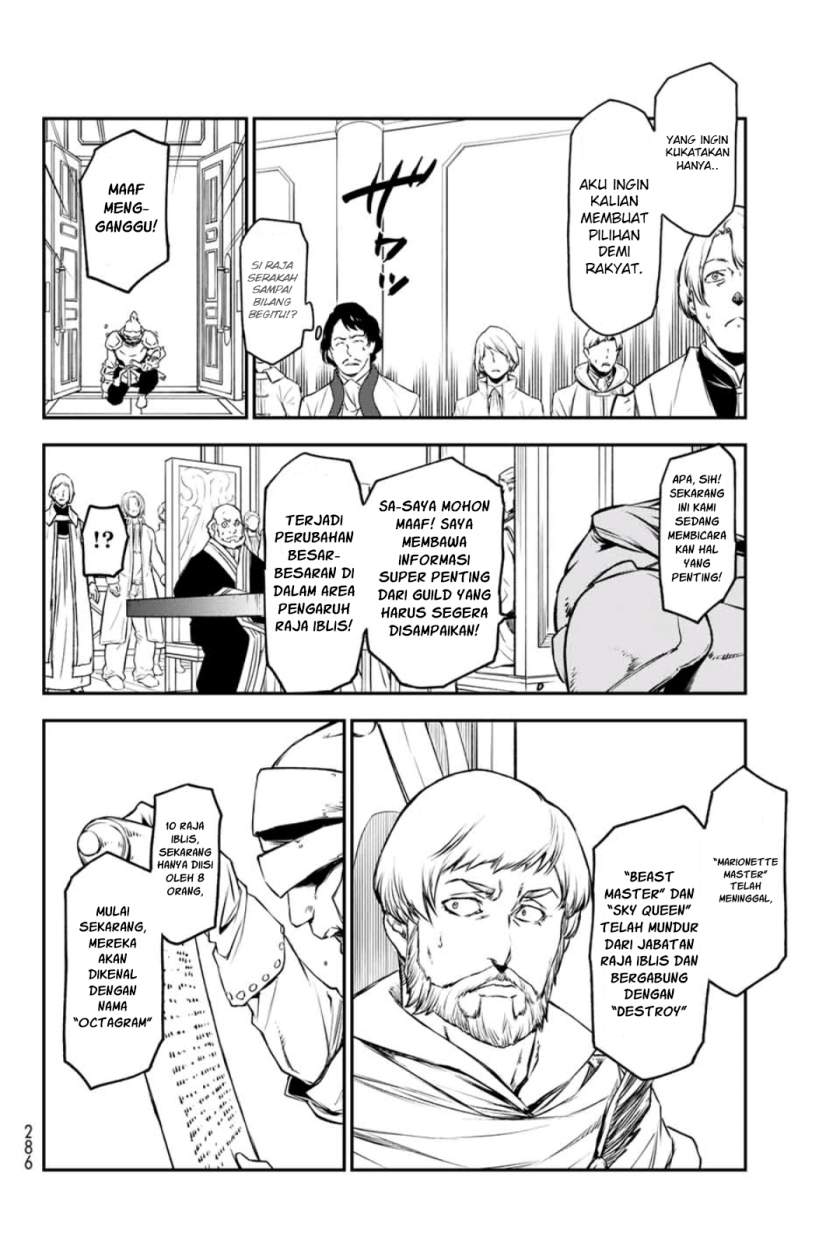 YANG INGIN
KUKATAKAN
HANYA..
AKU INGIN
KALIAN
MEMBUAT
PILIHAN
DEMI
RAKYAT.
SI RAJA
SERAKAH
SAMPAI
BILANG
BEGITU!?
MAAF
MENG-
GANGGU!
APA, SIH!
SEKARANG
INI KAMI
SEDANG
MEMBICARA
KAN HAL
YANG
PENTING!
SA-SAYA MOHON
MAAF! SAYA
MEMBAWA
INFORMASI
SUPER PENTING
DARI GUILD YANG
HARUS SEGERA
DISAMPAIKAN!
TERJADI
PERUBAHAN
BESAR-
BESARAN DI
DALAM AREA
PENGARUH
RAJA IBLIS!
!?
"MARIONETTE
MASTER"
TELAH
MENINGGAL,
"BEAST
MASTER" DAN
"SKY QUEEN"
TELAH MUNDUR
DARI JABATAN
RAJA IBLIS DAN
BERGABUNG
DENGAN
"DESTROY"
10 RAJA
IBLIS,
SEKARANG
HANYA DIISI
OLEH 8
ORANG,
MULAI
SEKARANG,
MEREKA
AKAN
DIKENAL
DENGAN
NAMA
"OCTAGRAM"
286